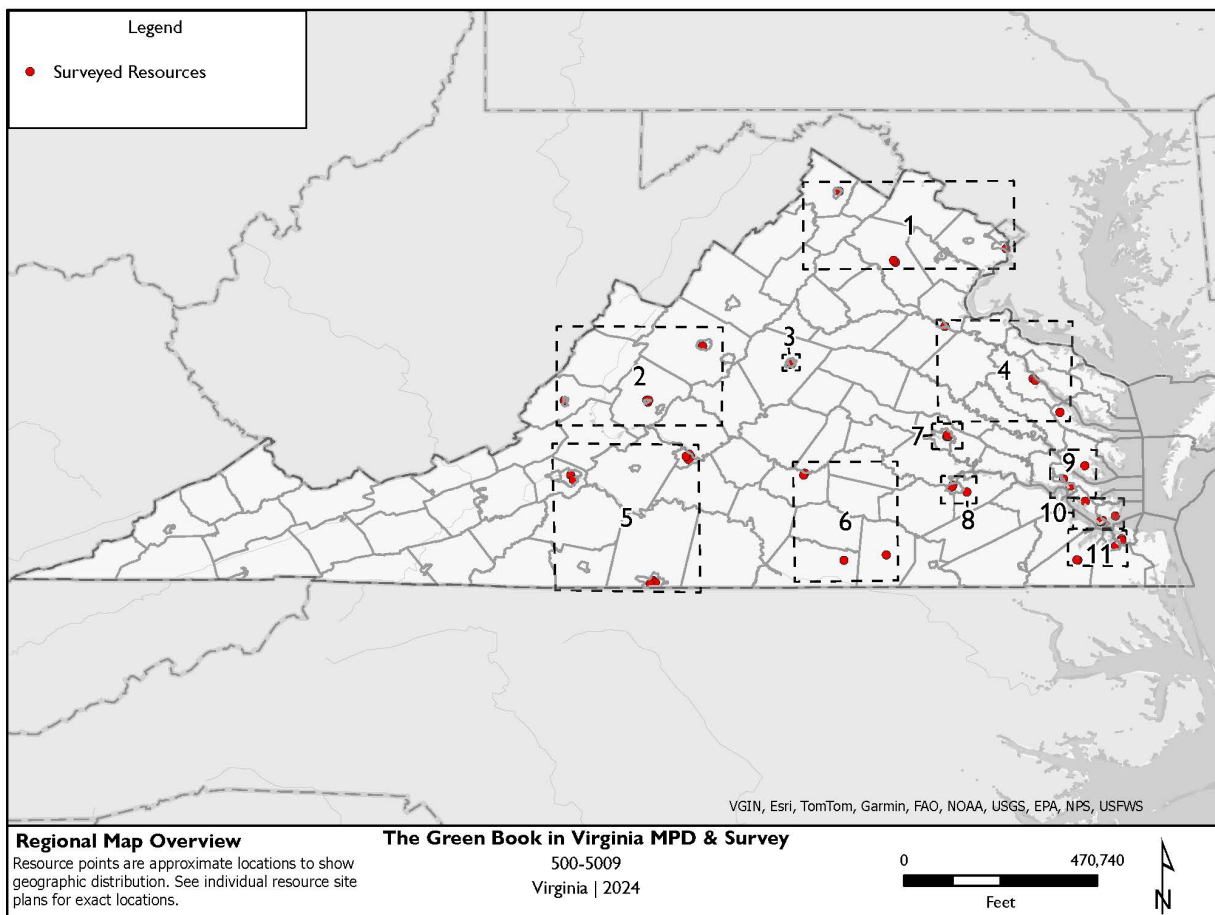 Legend
Surveyed Resources
1
2
3
4
5
6
7
8
9
10
11
VGIN, Esri, TomTom, Garmin, FAO, NOAA, USGS, EPA, NPS, USFWS
Regional Map Overview
Resource points are approximate locations to show
geographic distribution. See individual resource site
plans for exact locations.
The Green Book in Virginia MPD & Survey
500-5009
Virginia | 2024
0 470,740
Feet
N